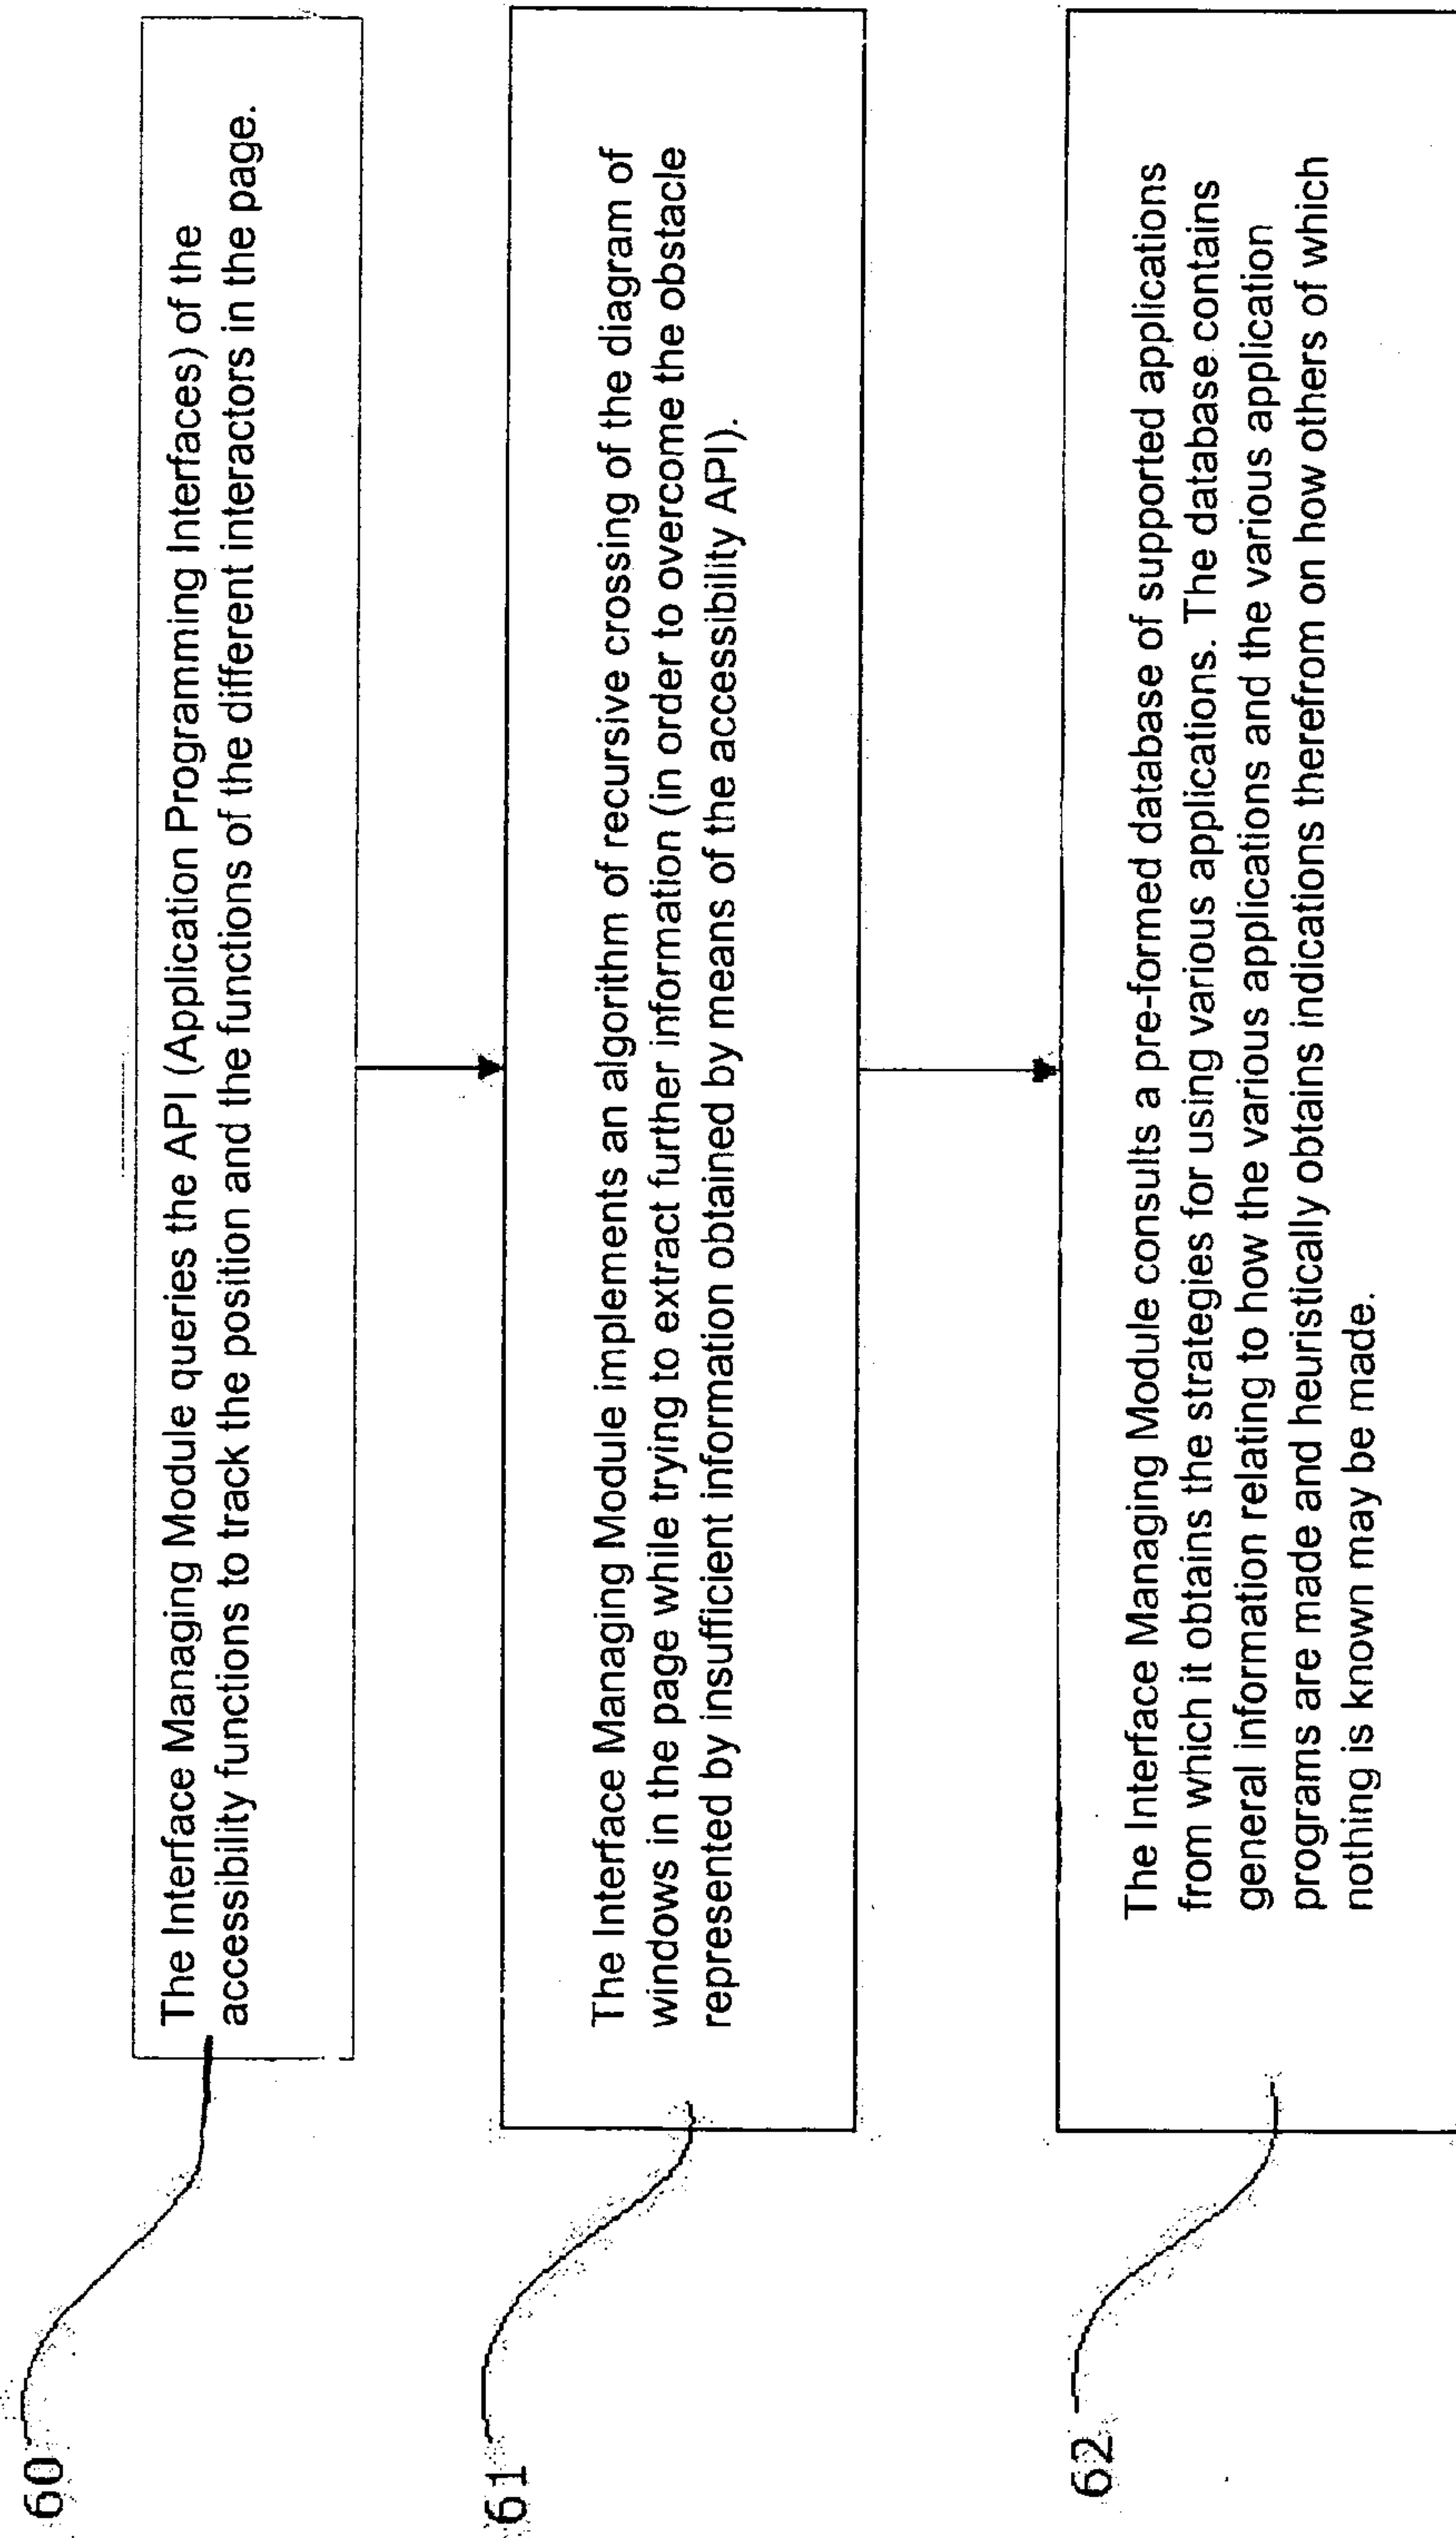 60
The Interface Managing Module queries the API (Application Programming Interfaces) of the
accessibility functions to track the position and the functions of the different interactors in the page.
61
The Interface Managing Module implements an algorithm of recursive crossing of the diagram of
windows in the page while trying to extract further information (in order to overcome the obstacle
represented by insufficient information obtained by means of the accessibility API).
62
The Interface Managing Module consults a pre-formed database of supported applications
from which it obtains the strategies for using various applications. The database contains
general information relating to how the various applications and the various application
programs are made and heuristically obtains indications therefrom on how others of which
nothing is known may be made.